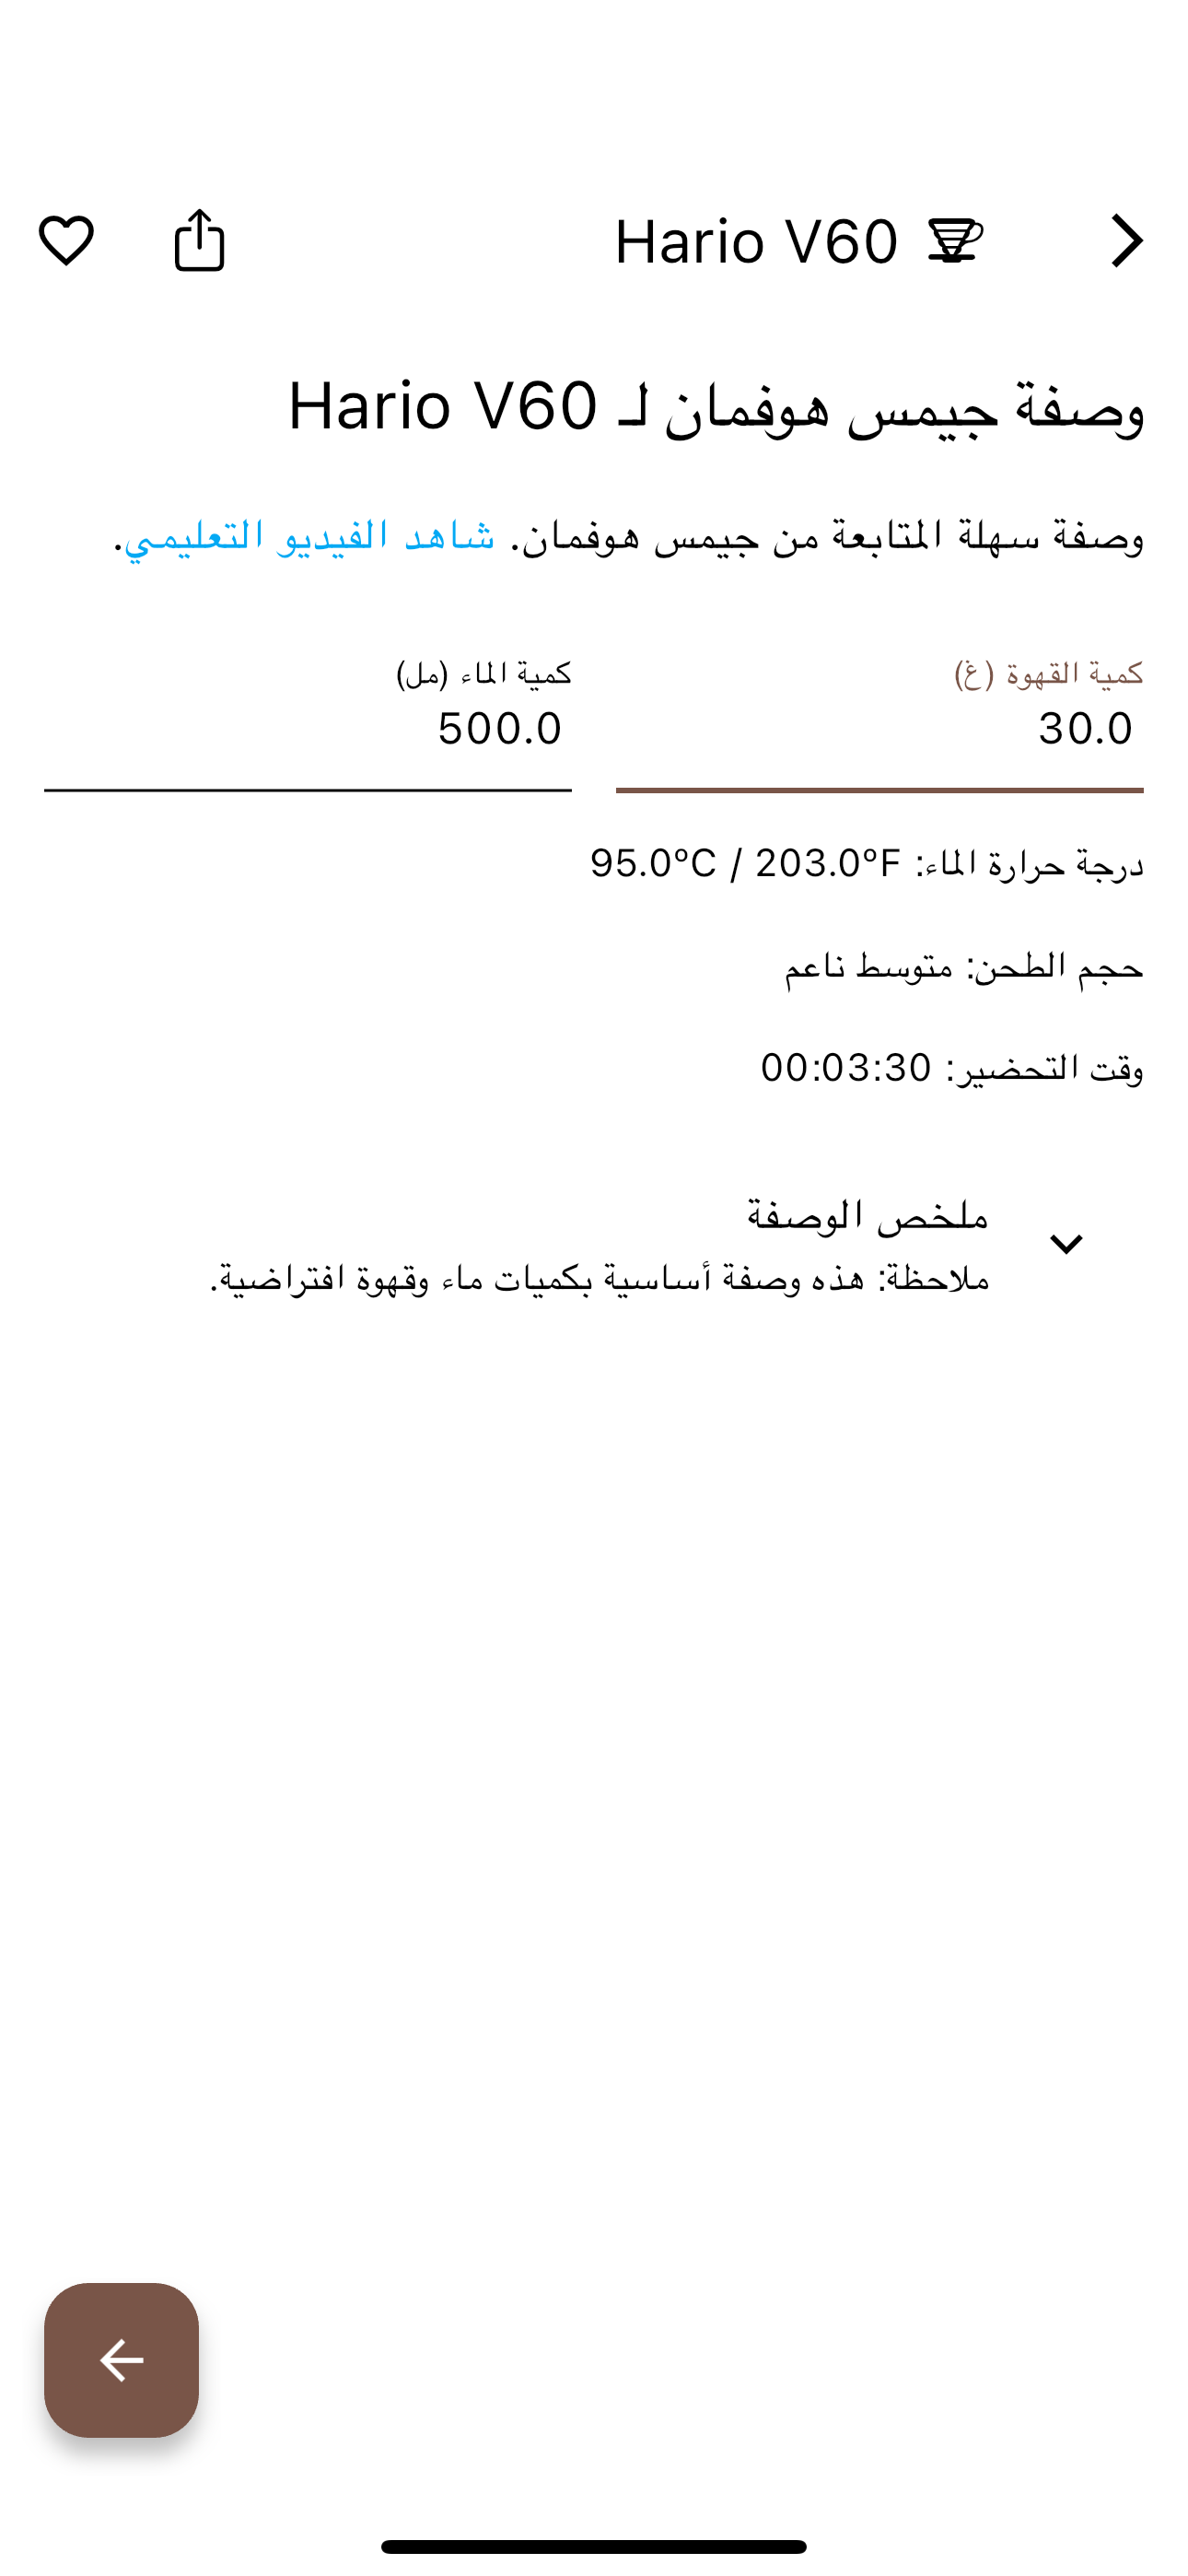 Hario V60
وصفة جيمس هوفمان لـ Hario V60
وصفة سهلة المتابعة من جيمس هوفمان. شاهد الفيديو التعليمي.
كمية القهوة (غ)
30.0
كمية الماء (مل)
500.0
درجة حرارة الماء: 95.0ºC / 203.0ºF
حجم الطحن: متوسط ناعم
وقت التحضير: 00:03:30
ملخص الوصفة
ملاحظة: هذه وصفة أساسية بكميات ماء وقهوة افتراضية.